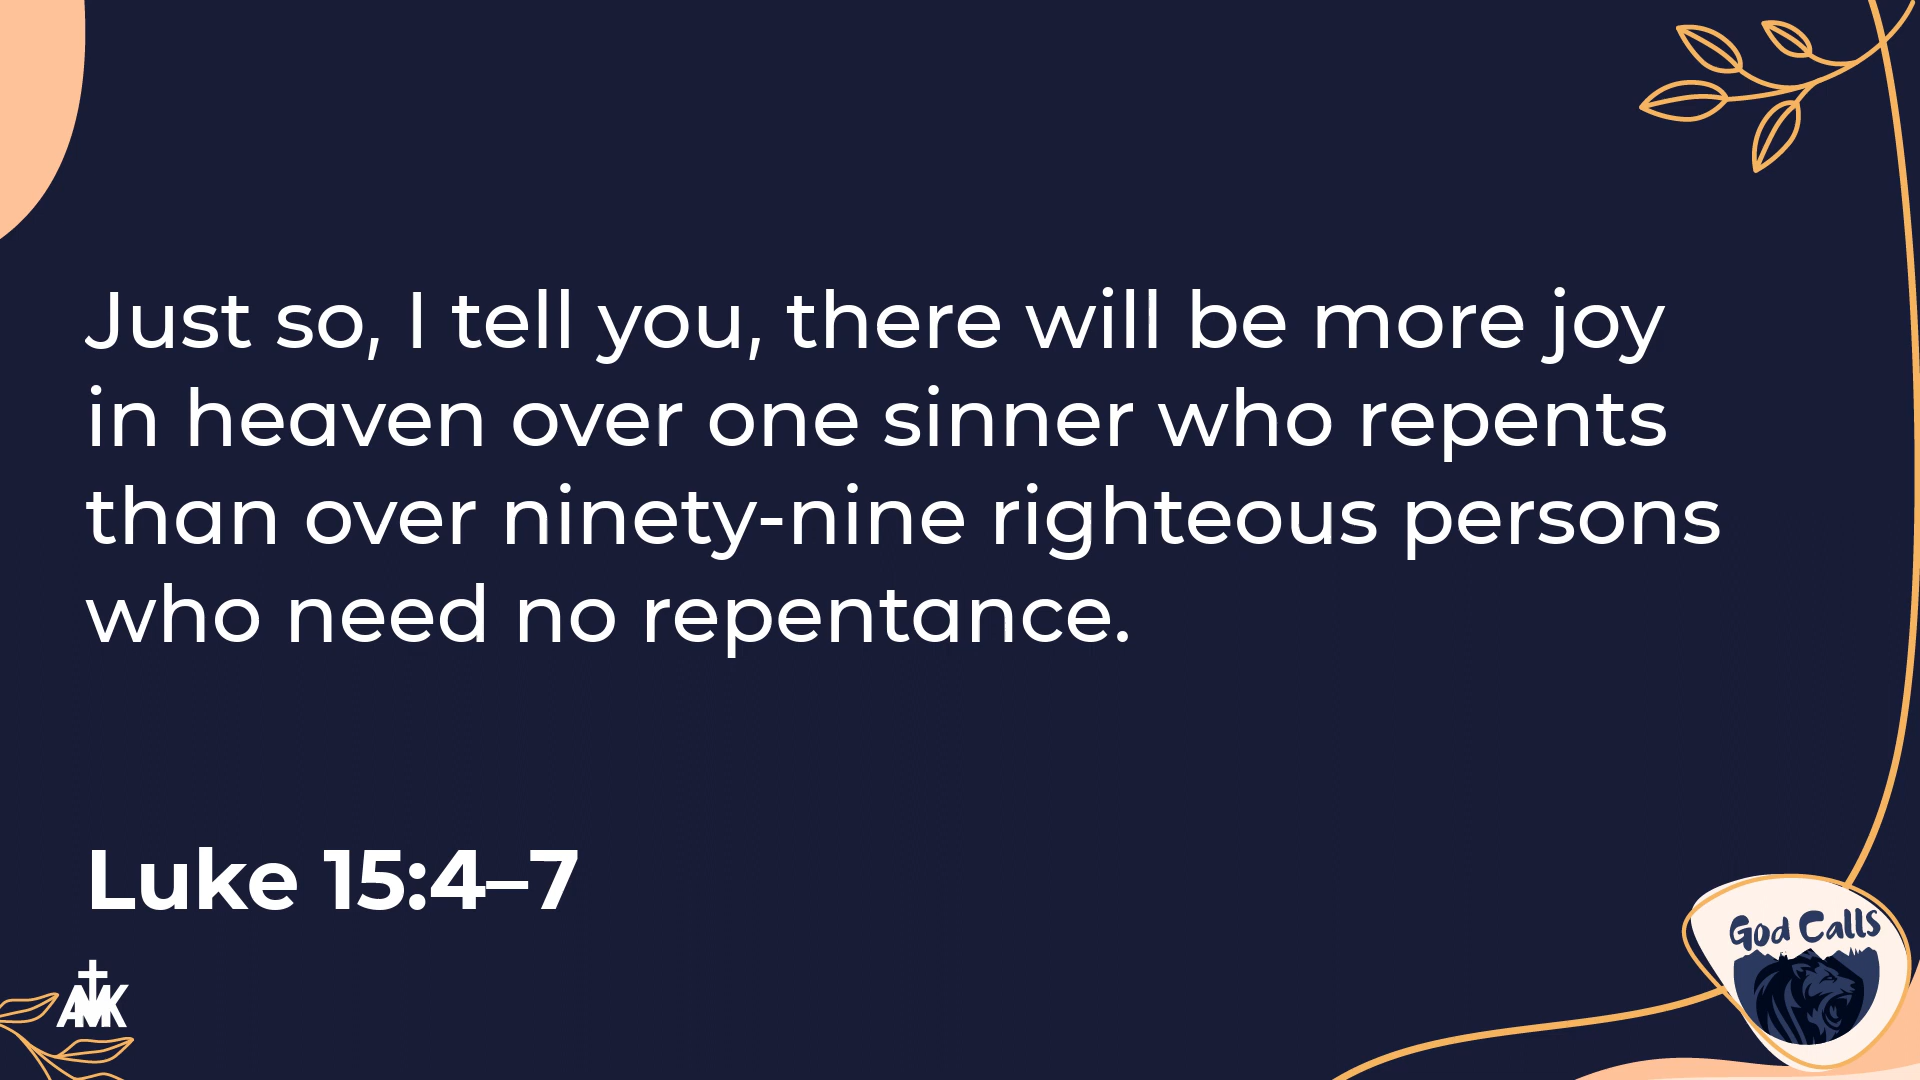 Just so, I tell you, there will be more joy
in heaven over one sinner who repents
than over ninety-nine righteous persons
who need no repentance.
Luke 15:4–7
AMK
God Calls